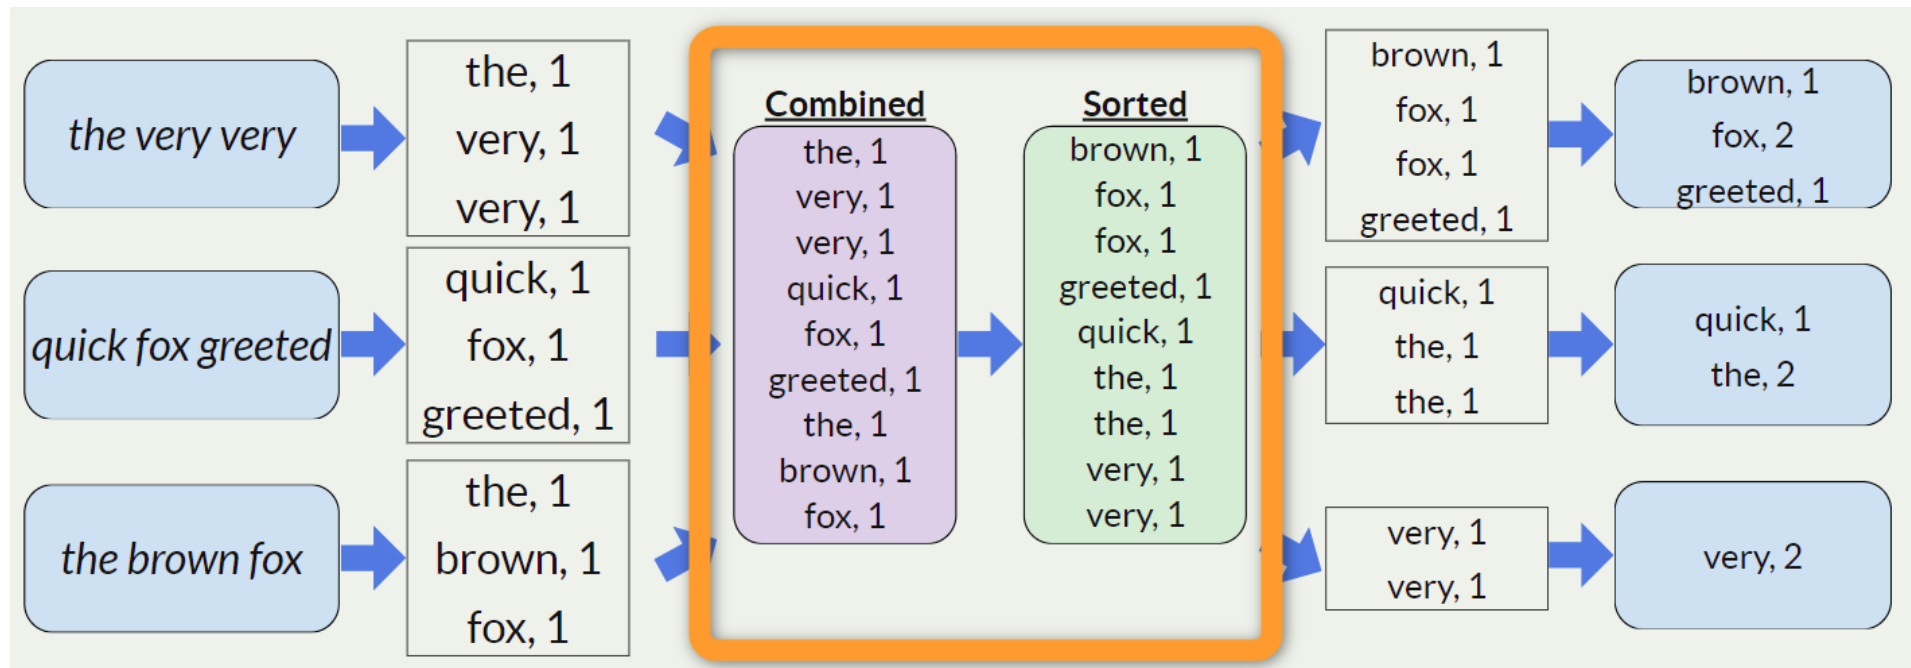 the very very
the, 1
very, 1
very, 1
quick fox greeted
quick, 1
fox, 1
greeted, 1
the brown fox
the, 1
brown, 1
fox, 1
Combined
the, 1
very, 1
very, 1
quick, 1
fox, 1
greeted, 1
the, 1
brown, 1
fox, 1
Sorted
brown, 1
fox, 1
fox, 1
greeted, 1
quick, 1
the, 1
the, 1
very, 1
very, 1
brown, 1
fox, 1
fox, 1
greeted, 1
brown, 1
fox, 2
greeted, 1
quick, 1
the, 1
the, 1
quick, 1
the, 2
very, 1
very, 1
very, 2